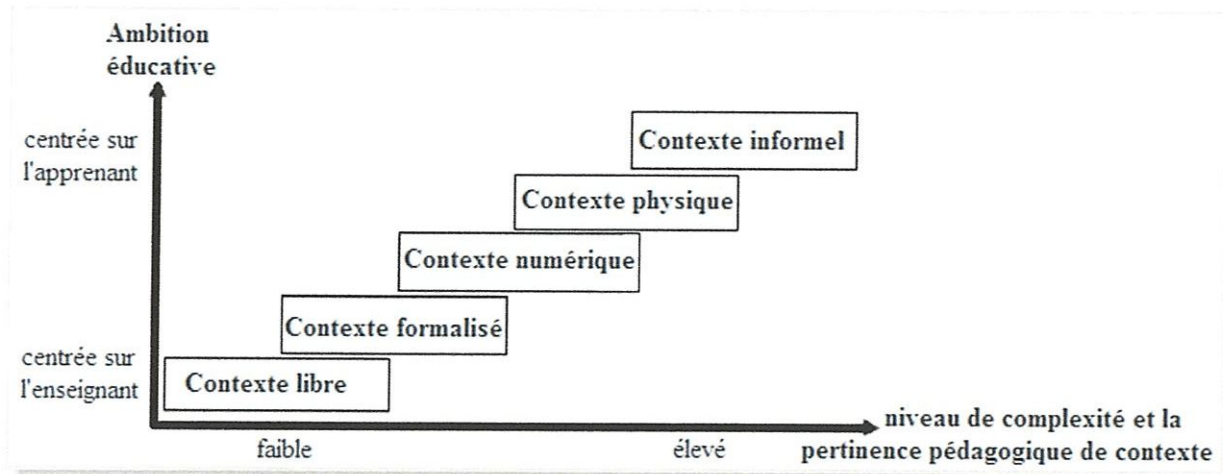 Ambition
éducative
centrée sur
l'apprenant
Contexte informel
Contexte physique
Contexte numérique
Contexte formalisé
centrée sur
l'enseignant
Contexte libre
faible
élevé
niveau de complexité et la
pertinence pédagogique de contexte